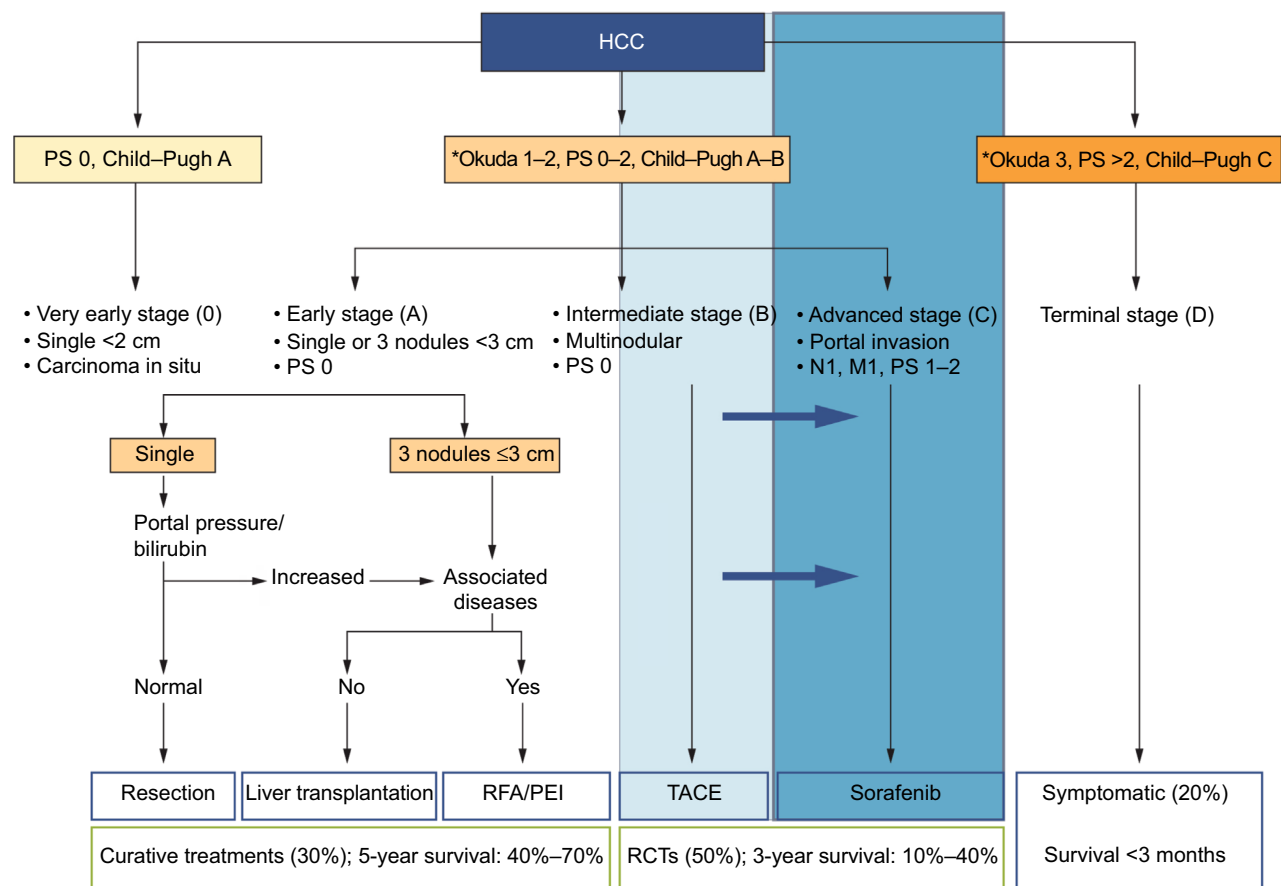 HCC
PS 0, Child–Pugh A
*Okuda 1–2, PS 0–2, Child–Pugh A–B
*Okuda 3, PS >2, Child–Pugh C
• Very early stage (0)
• Single <2 cm
• Carcinoma in situ
• Early stage (A)
• Single or 3 nodules <3 cm
• PS 0
• Intermediate stage (B)
• Multinodular
• PS 0
• Advanced stage (C)
• Portal invasion
• N1, M1, PS 1–2
Terminal stage (D)
Single
3 nodules ≤3 cm
Portal pressure/
bilirubin
Increased
Associated
diseases
Normal
No
Yes
Resection
Liver transplantation
RFA/PEI
TACE
Sorafenib
Symptomatic (20%)
Curative treatments (30%); 5-year survival: 40%–70%
RCTs (50%); 3-year survival: 10%–40%
Survival <3 months